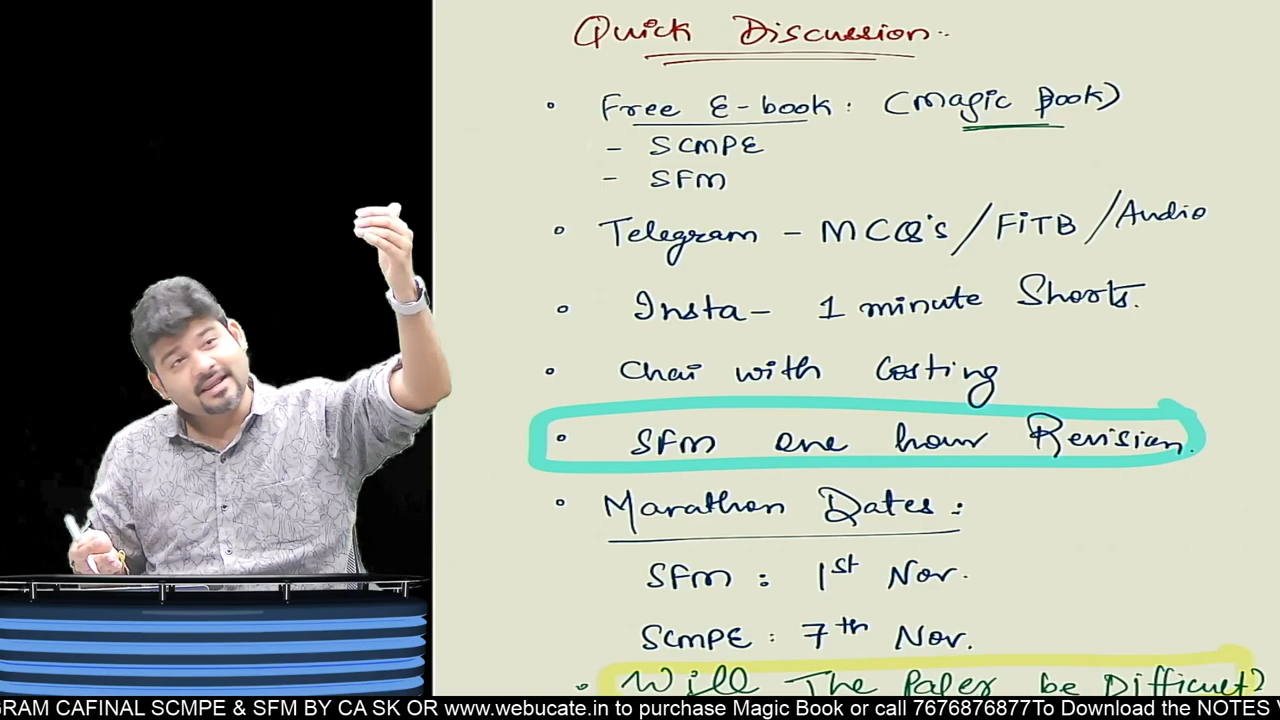 Quick Discussion..
• Free E-book : (Magic Book)
- SCMPE
- SFM
• Telegram - MCQ's / FiTB / Audio
• Insta - 1 minute Shorts.
• Chai with Costing
• SFM one hour Revision.
• Marathon Dates :
SFM : 1st Nov.
SCMPE : 7th Nov.
• Will The Paper be Difficult?
GRAM CAFINAL SCMPE & SFM BY CA SK OR www.webucate.in to purchase Magic Book or call 7676876877To Download the NOTES V